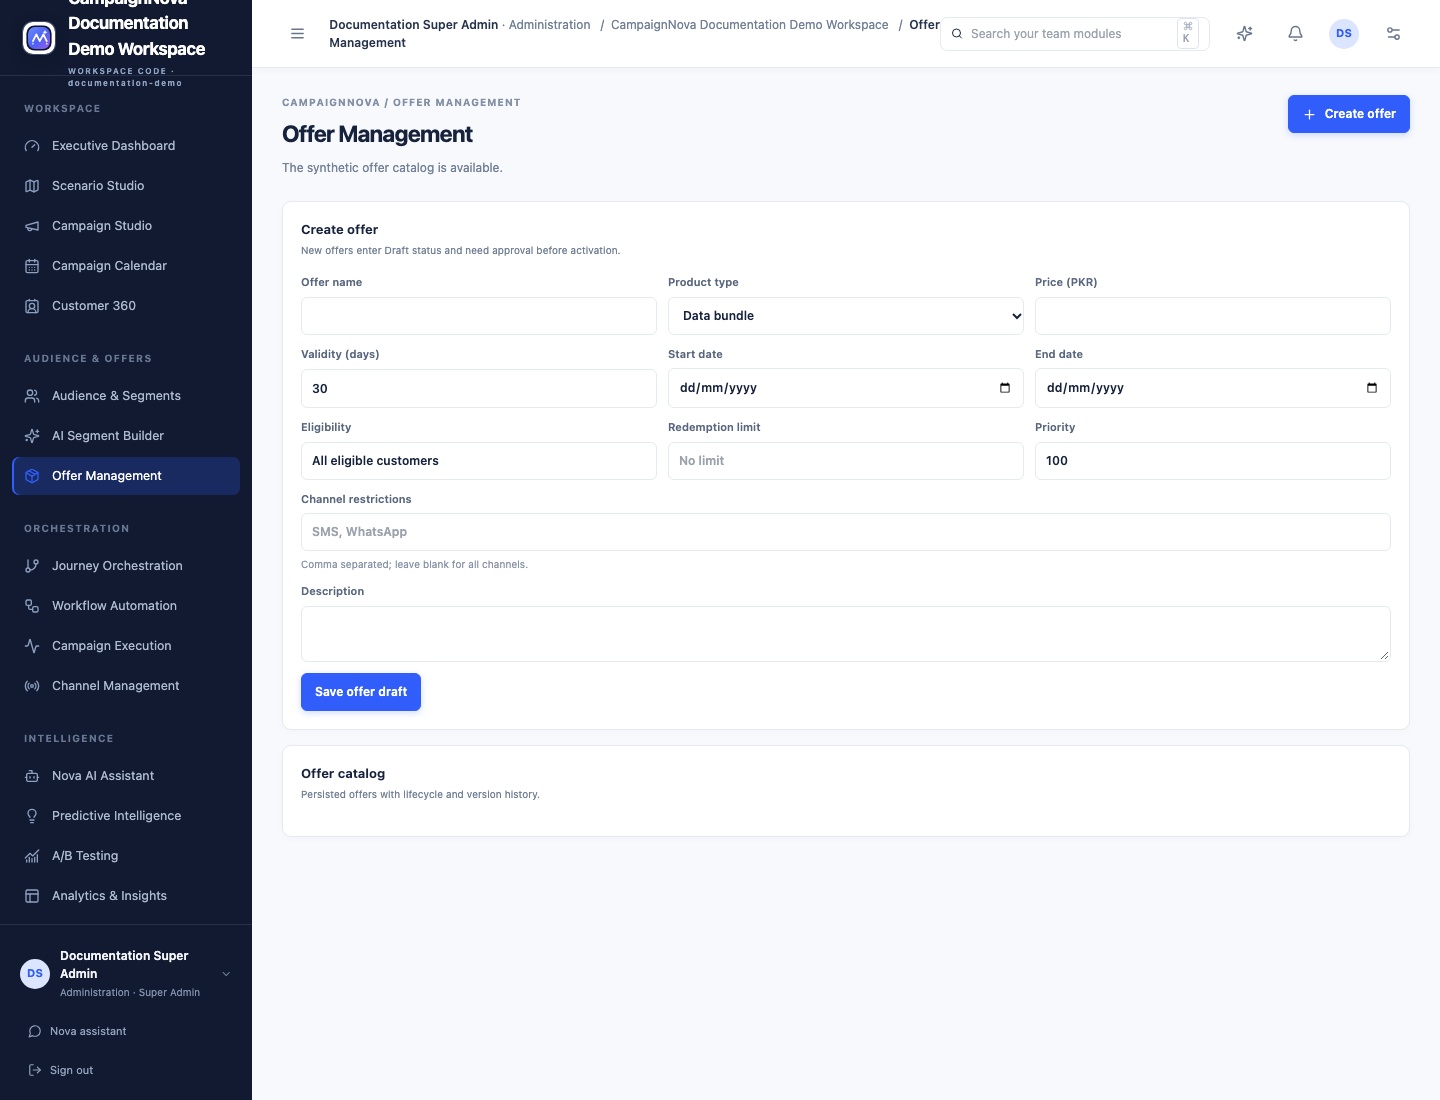 CampaignNova
Documentation
Demo Workspace
WORKSPACE CODE ·
documentation-demo
WORKSPACE
Executive Dashboard
Scenario Studio
Campaign Studio
Campaign Calendar
Customer 360
AUDIENCE & OFFERS
Audience & Segments
AI Segment Builder
Offer Management
ORCHESTRATION
Journey Orchestration
Workflow Automation
Campaign Execution
Channel Management
INTELLIGENCE
Nova AI Assistant
Predictive Intelligence
A/B Testing
Analytics & Insights
DS
Documentation Super
Admin
Administration · Super Admin
Nova assistant
Sign out
Documentation Super Admin · Administration / CampaignNova Documentation Demo Workspace / Offer
Management
Search your team modules
⌘
K
DS
CAMPAIGNNOVA / OFFER MANAGEMENT
Offer Management
The synthetic offer catalog is available.
Create offer
Create offer
New offers enter Draft status and need approval before activation.
Offer name
Product type
Price (PKR)
Data bundle
Validity (days)
Start date
End date
30
dd/mm/yyyy
dd/mm/yyyy
Eligibility
Redemption limit
Priority
All eligible customers
No limit
100
Channel restrictions
SMS, WhatsApp
Comma separated; leave blank for all channels.
Description
Save offer draft
Offer catalog
Persisted offers with lifecycle and version history.